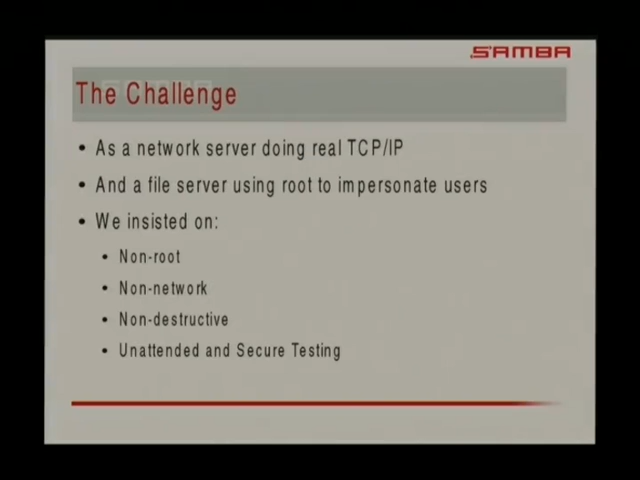 SAMBA
The Challenge
• As a network server doing real TCP/IP
• And a file server using root to impersonate users
• We insisted on:
• Non-root
• Non-network
• Non-destructive
• Unattended and Secure Testing